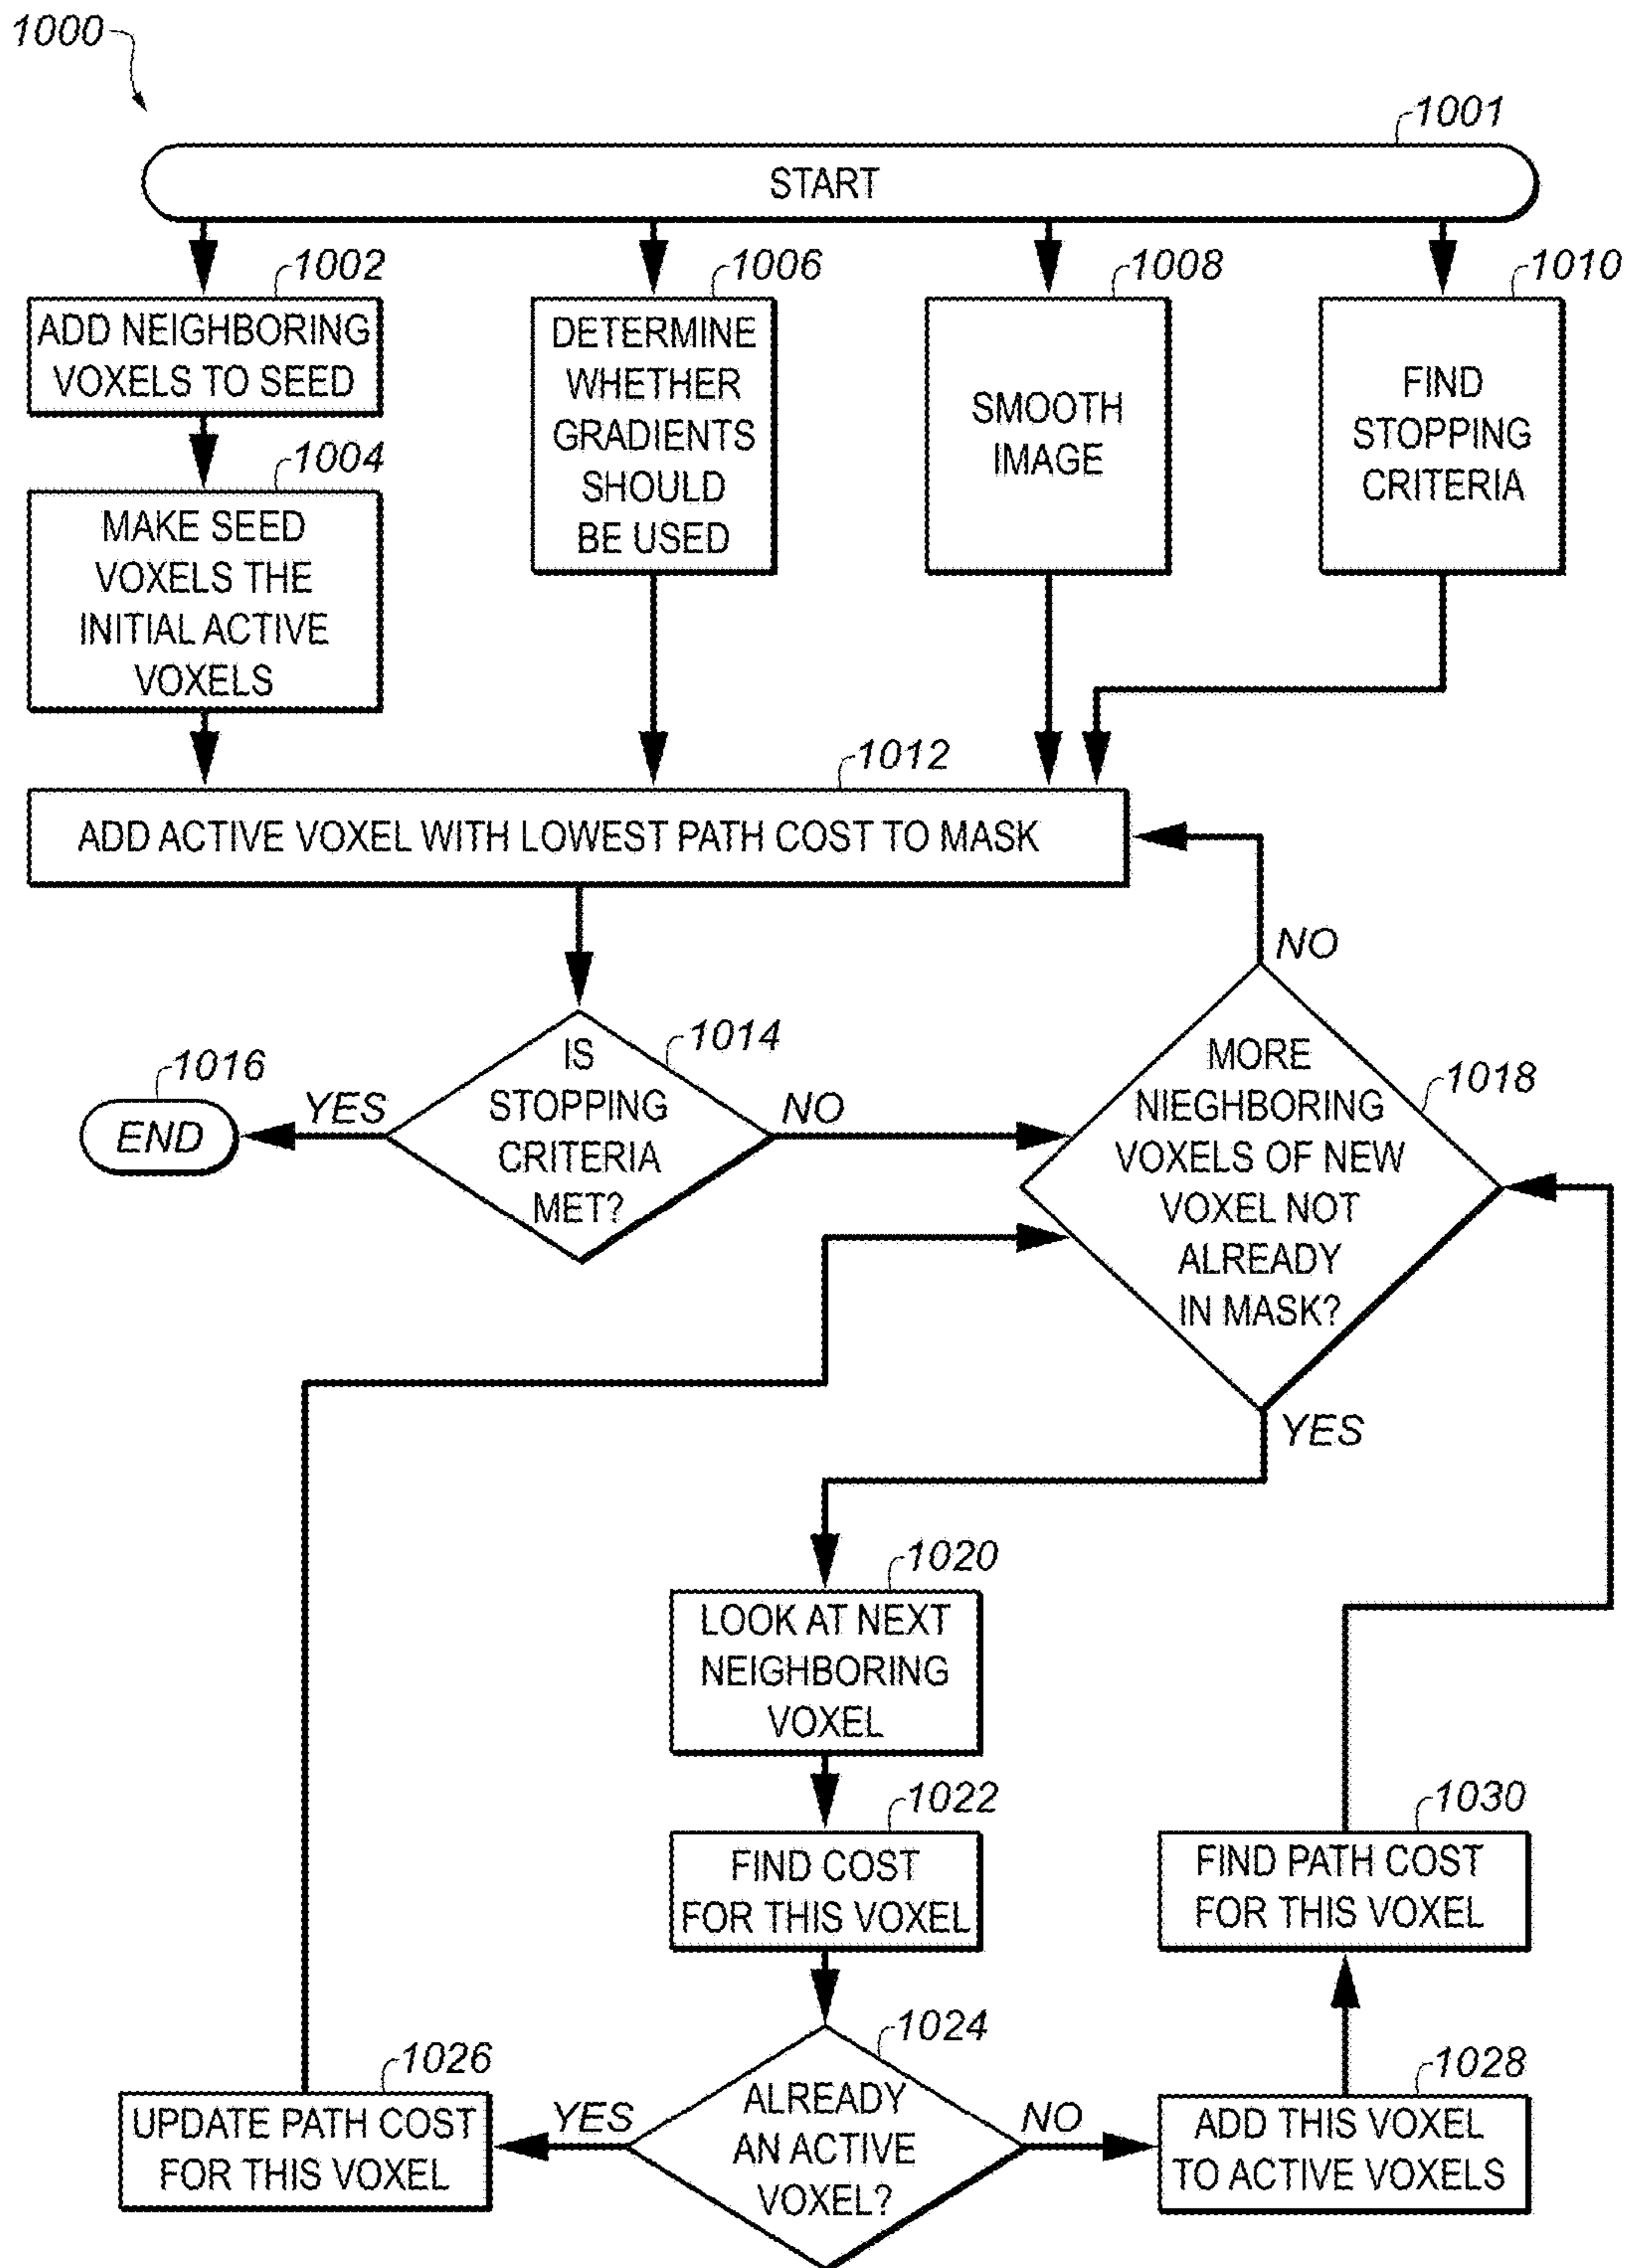 1000
1001
START
1002
ADD NEIGHBORING
VOXELS TO SEED
1004
MAKE SEED
VOXELS THE
INITIAL ACTIVE
VOXELS
1006
DETERMINE
WHETHER
GRADIENTS
SHOULD
BE USED
1008
SMOOTH
IMAGE
1010
FIND
STOPPING
CRITERIA
1012
ADD ACTIVE VOXEL WITH LOWEST PATH COST TO MASK
1014
IS
STOPPING
CRITERIA
MET?
YES
1016
END
NO
1018
MORE
NIEGHBORING
VOXELS OF NEW
VOXEL NOT
ALREADY
IN MASK?
NO
YES
1020
LOOK AT NEXT
NEIGHBORING
VOXEL
1022
FIND COST
FOR THIS VOXEL
1024
ALREADY
AN ACTIVE
VOXEL?
YES
1026
UPDATE PATH COST
FOR THIS VOXEL
NO
1028
ADD THIS VOXEL
TO ACTIVE VOXELS
1030
FIND PATH COST
FOR THIS VOXEL